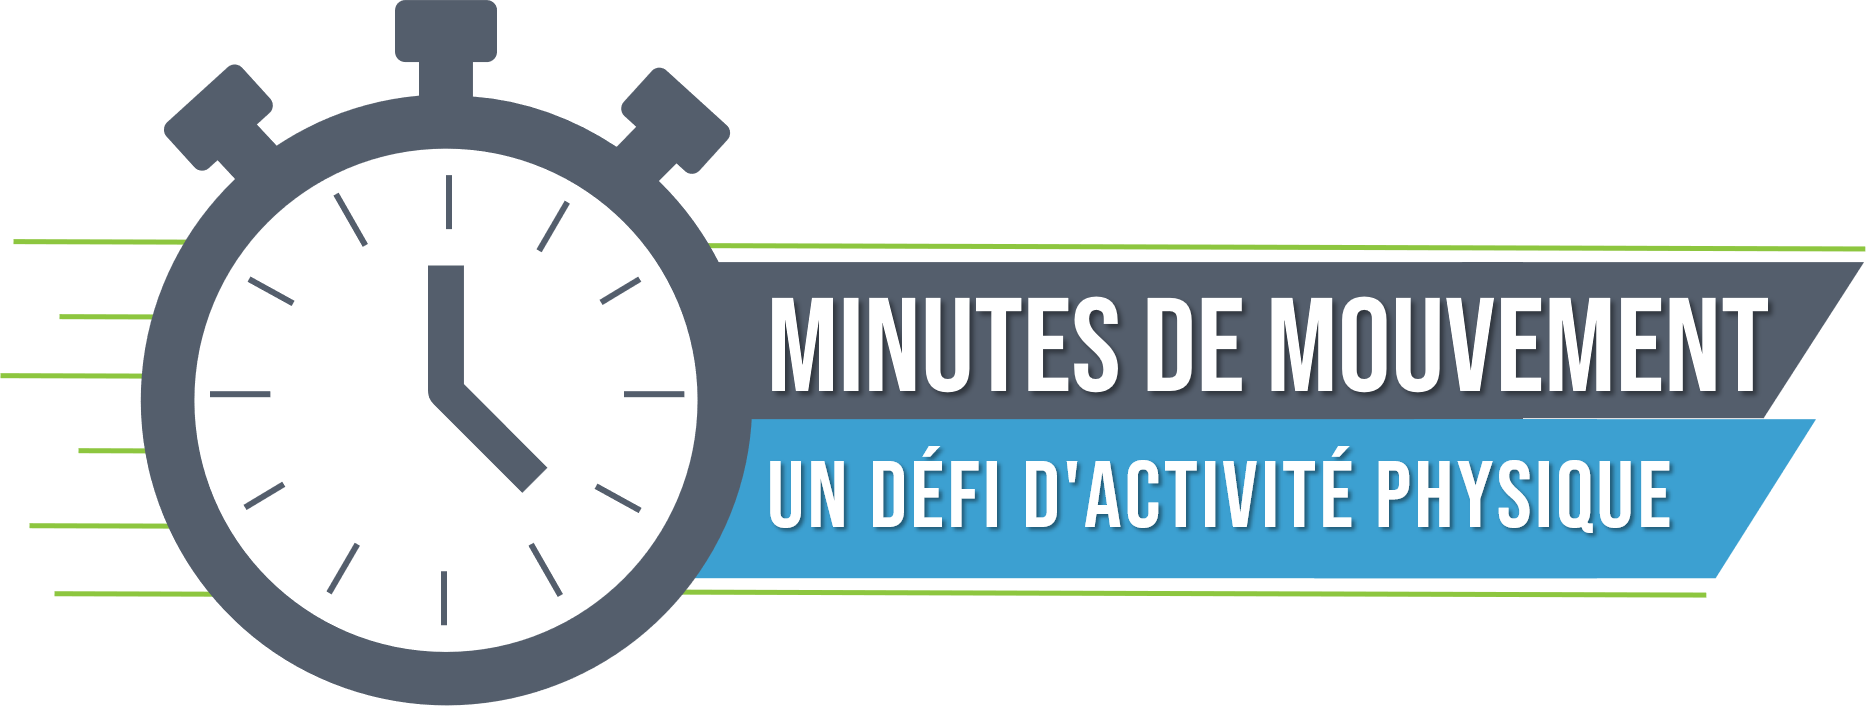 MINUTES DE MOUVEMENT
UN DÉFI D'ACTIVITÉ PHYSIQUE